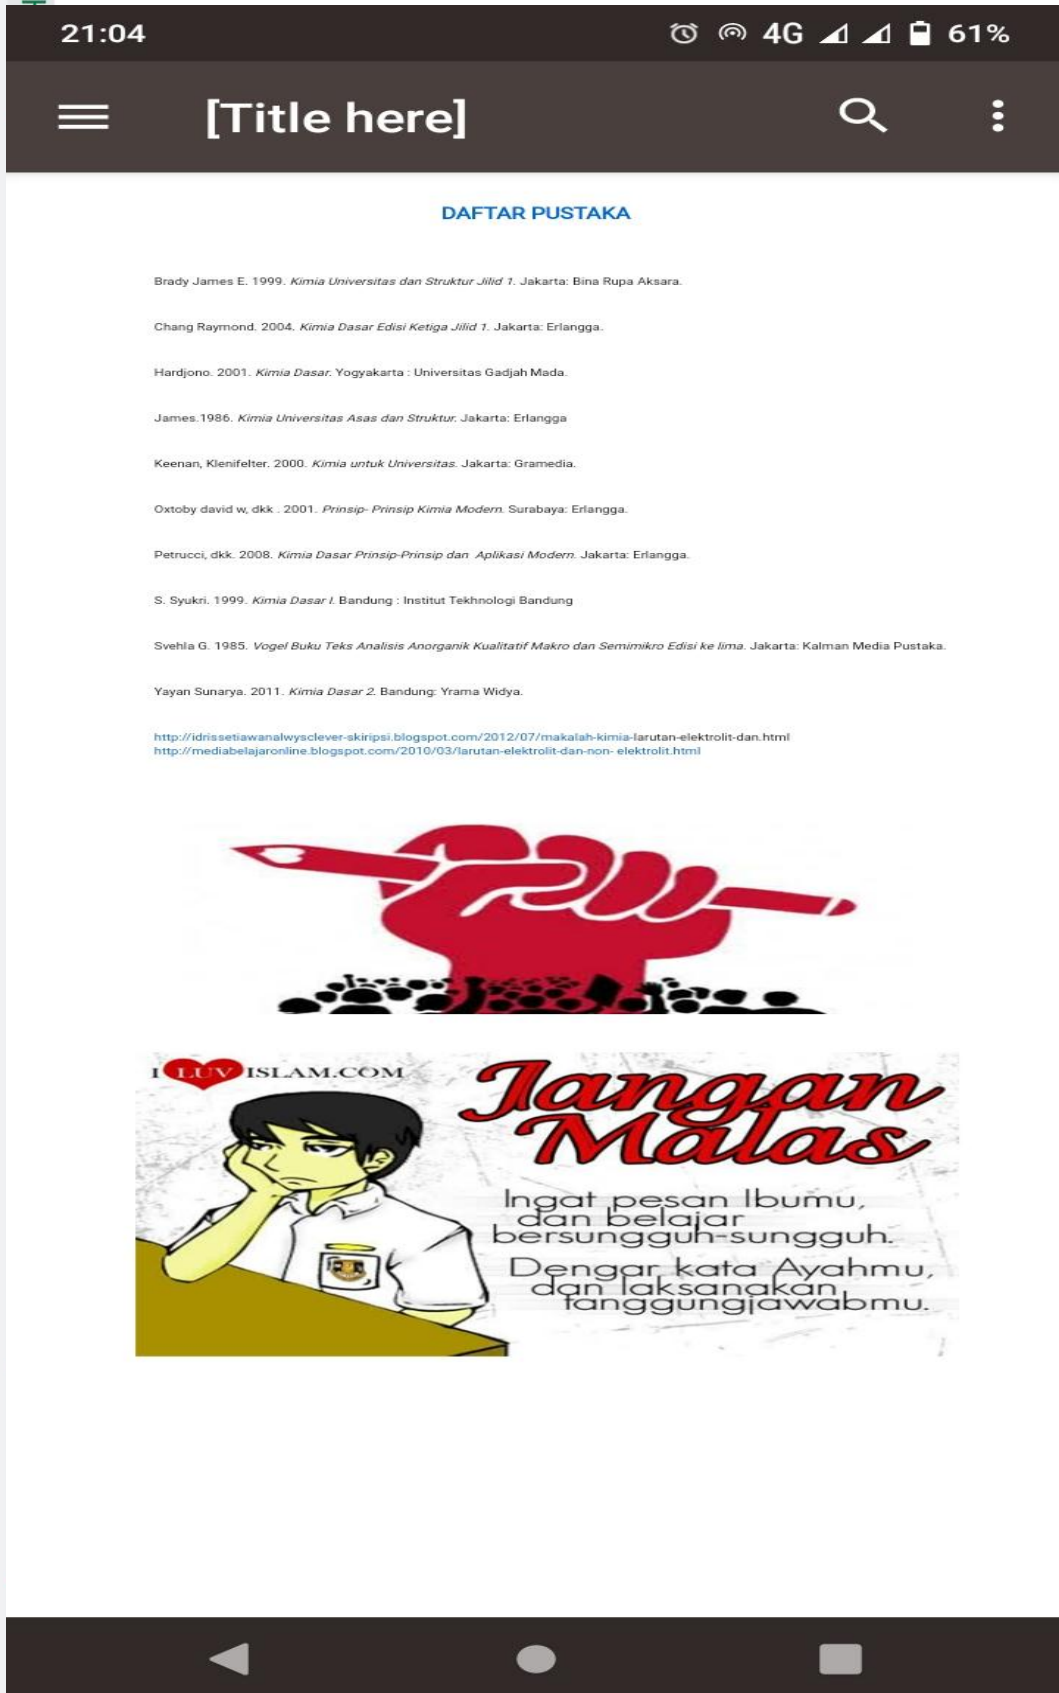 21:04 4G 61%
[Title here]
DAFTAR PUSTAKA
Brady James E. 1999. Kimia Universitas dan Struktur Jilid 1. Jakarta: Bina Rupa Aksara.
Chang Raymond. 2004. Kimia Dasar Edisi Ketiga Jilid 1. Jakarta: Erlangga.
Hardjono. 2001. Kimia Dasar. Yogyakarta : Universitas Gadjah Mada.
James.1986. Kimia Universitas Asas dan Struktur. Jakarta: Erlangga
Keenan, Klenifelter. 2000. Kimia untuk Universitas. Jakarta: Gramedia.
Oxtoby david w, dkk . 2001. Prinsip- Prinsip Kimia Modern. Surabaya: Erlangga.
Petrucci, dkk. 2008. Kimia Dasar Prinsip-Prinsip dan Aplikasi Modern. Jakarta: Erlangga.
S. Syukri. 1999. Kimia Dasar I. Bandung : Institut Tekhnologi Bandung
Svehla G. 1985. Vogel Buku Teks Analisis Anorganik Kualitatif Makro dan Semimikro Edisi ke lima. Jakarta: Kalman Media Pustaka.
Yayan Sunarya. 2011. Kimia Dasar 2. Bandung: Yrama Widya.
http://idrissetiawanalwysclever-skiripsi.blogspot.com/2012/07/makalah-kimia-larutan-elektrolit-dan.html
http://mediabelajaronline.blogspot.com/2010/03/larutan-elektrolit-dan-non- elektrolit.html
I LUV ISLAM.COM
Jangan
Malas
Ingat pesan Ibumu,
dan belajar
bersungguh-sungguh.
Dengar kata Ayahmu,
dan laksanakan
tanggungjawabmu.